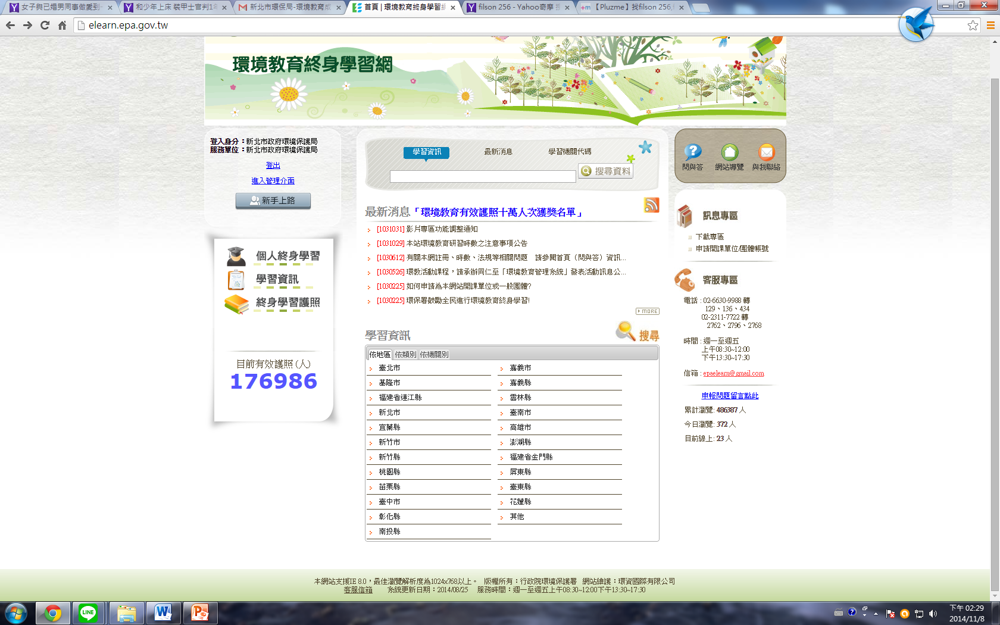 女子與已婚男同事做愛到
和少年上床 裝甲士官判1年
新北市環保局-環境教育成
首頁 | 環境教育終身學習網
filson 256 - Yahoo奇摩 搜
【Pluzme】找filson 256,
elearn.epa.gov.tw
環境教育終身學習網
登入身分：新北市政府環境保護局
服務單位：新北市政府環境保護局
登出
進入管理介面
新手上路
個人終身學習
學習資訊
終身學習護照
目前有效護照(人)
176986
學習資訊 最新消息 學習機關代碼
搜尋資料
最新消息「環境教育有效護照十萬人次獲獎名單」
[1031031] 影片專區功能調整通知
[1031029] 本站環境教育研習時數之注意事項公告
[1030612] 有關本網註冊、時數、法規等相關問題　請參閱首頁（問與答）資訊...
[1030526] 環教活動課程，請承辦同仁至「環境教育管理系統」發表活動訊息公...
[1030225] 如何申請為本網站開課單位或一般團體?
[1030225] 環保署鼓勵全民進行環境教育終身學習!
MORE
學習資訊
搜尋
依地區 依類別 依機關別
臺北市 嘉義市
基隆市 嘉義縣
福建省連江縣 雲林縣
新北市 臺南市
宜蘭縣 高雄市
新竹市 澎湖縣
新竹縣 福建省金門縣
桃園縣 屏東縣
苗栗縣 臺東縣
臺中市 花蓮縣
彰化縣 其他
南投縣
問與答 網站導覽 與我聯絡
訊息專區
下載專區
申請開課單位/團體帳號
客服專區
電話 : 02-6630-9988 轉
129、136、434
02-2311-7722 轉
2762、2796、2768
時間 : 週一至週五
上午08:30~12:00
下午13:30~17:30
信箱 : epaelearn@gmail.com
申報問題留言點此
累計瀏覽: 486387 人
今日瀏覽: 372 人
目前線上: 23 人
本網站支援IE 8.0，最佳瀏覽解析度為1024x768以上。 版權所有：行政院環境保護署 網站維護：環資國際有限公司
客服信箱 系統更新日期：2014/08/25 服務時間：週一至週五上午08:30~12:00下午13:30~17:30
LINE
下午 02:29
2014/11/8